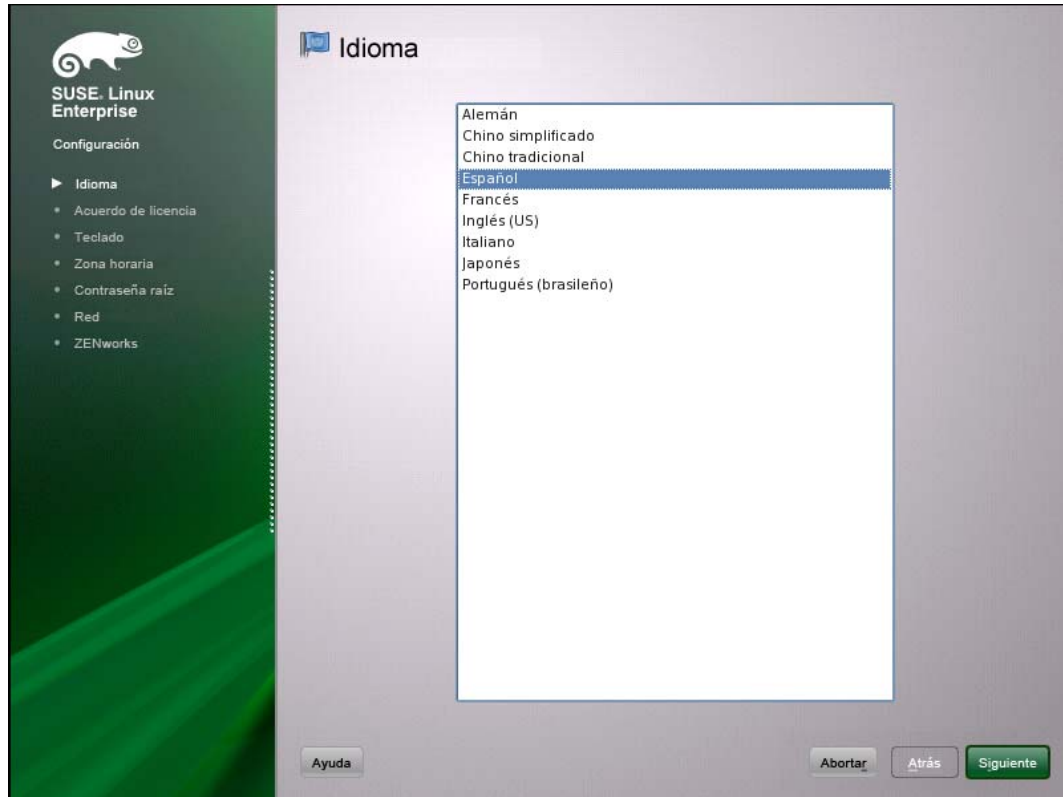 SUSE. Linux
Enterprise
Configuración
Idioma
Acuerdo de licencia
Teclado
Zona horaria
Contraseña raíz
Red
ZENworks
Idioma
Alemán
Chino simplificado
Chino tradicional
Español
Francés
Inglés (US)
Italiano
Japonés
Portugués (brasileño)
Ayuda
Abortar
Atrás
Siguiente